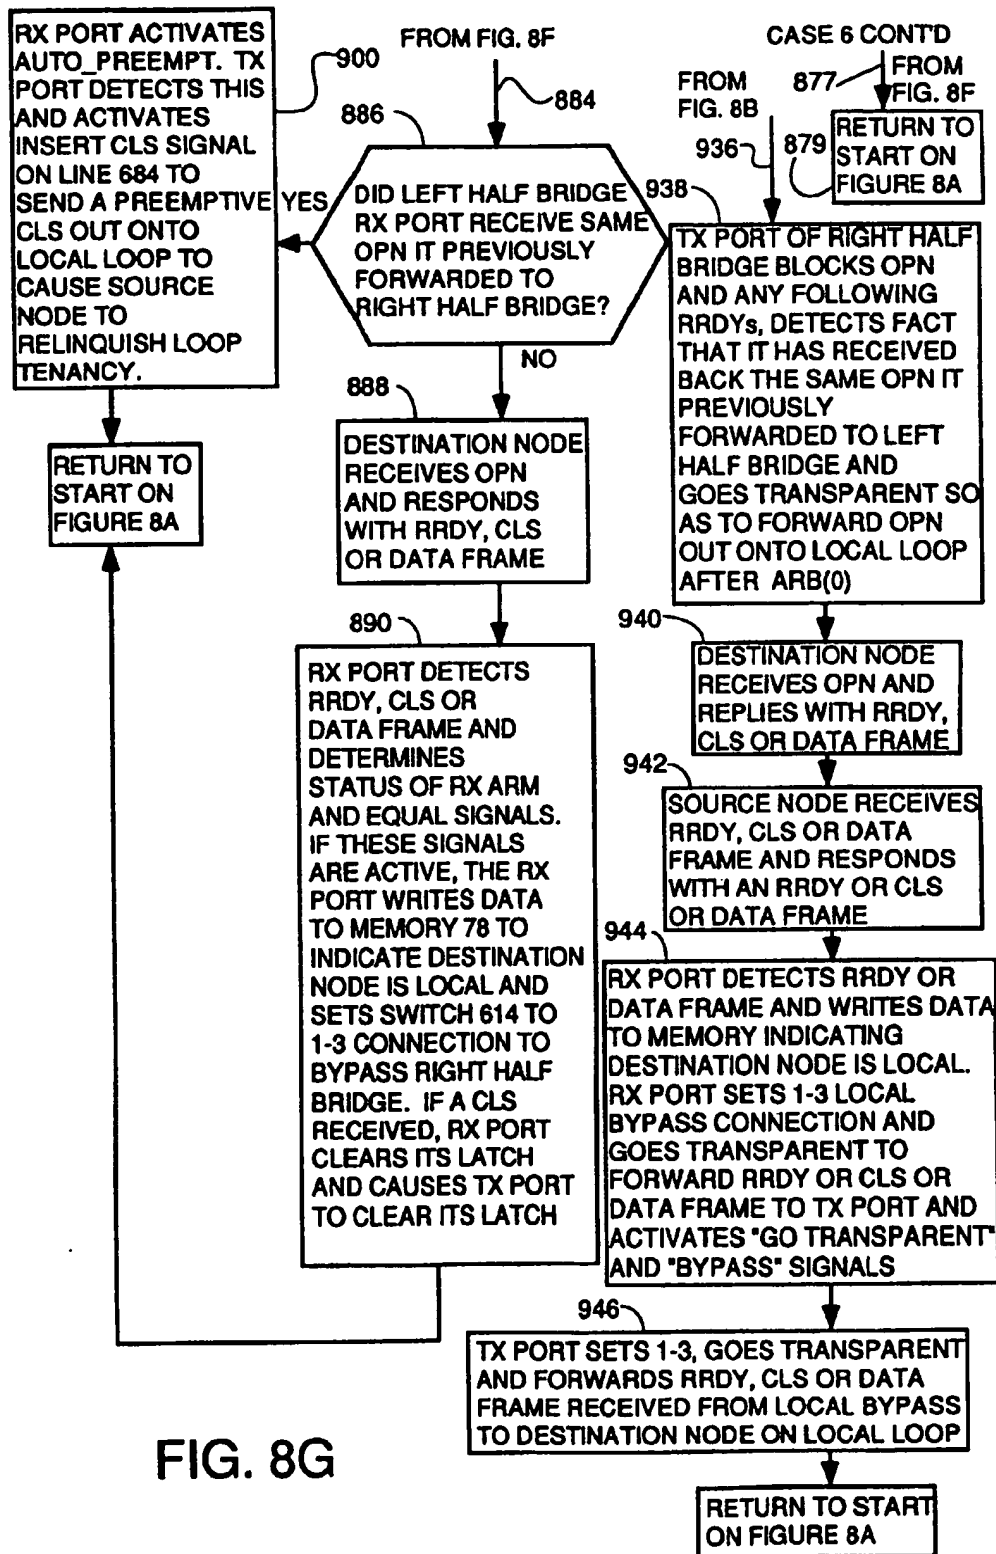 RX PORT ACTIVATES
AUTO_PREEMPT. TX
PORT DETECTS THIS
AND ACTIVATES
INSERT CLS SIGNAL
ON LINE 684 TO
SEND A PREEMPTIVE
CLS OUT ONTO
LOCAL LOOP TO
CAUSE SOURCE
NODE TO
RELINQUISH LOOP
TENANCY.
900
RETURN TO
START ON
FIGURE 8A
FROM FIG. 8F
884
886
YES
DID LEFT HALF BRIDGE
RX PORT RECEIVE SAME
OPN IT PREVIOUSLY
FORWARDED TO
RIGHT HALF BRIDGE?
NO
888
DESTINATION NODE
RECEIVES OPN
AND RESPONDS
WITH RRDY, CLS
OR DATA FRAME
890
RX PORT DETECTS
RRDY, CLS OR
DATA FRAME AND
DETERMINES
STATUS OF RX ARM
AND EQUAL SIGNALS.
IF THESE SIGNALS
ARE ACTIVE, THE RX
PORT WRITES DATA
TO MEMORY 78 TO
INDICATE DESTINATION
NODE IS LOCAL AND
SETS SWITCH 614 TO
1-3 CONNECTION TO
BYPASS RIGHT HALF
BRIDGE. IF A CLS
RECEIVED, RX PORT
CLEARS ITS LATCH
AND CAUSES TX PORT
TO CLEAR ITS LATCH
CASE 6 CONT'D
877
FROM
FIG. 8F
879
RETURN TO
START ON
FIGURE 8A
FROM
FIG. 8B
936
938
TX PORT OF RIGHT HALF
BRIDGE BLOCKS OPN
AND ANY FOLLOWING
RRDYs, DETECTS FACT
THAT IT HAS RECEIVED
BACK THE SAME OPN IT
PREVIOUSLY
FORWARDED TO LEFT
HALF BRIDGE AND
GOES TRANSPARENT SO
AS TO FORWARD OPN
OUT ONTO LOCAL LOOP
AFTER ARB(0)
940
DESTINATION NODE
RECEIVES OPN AND
REPLIES WITH RRDY,
CLS OR DATA FRAME
942
SOURCE NODE RECEIVES
RRDY, CLS OR DATA
FRAME AND RESPONDS
WITH AN RRDY OR CLS
OR DATA FRAME
944
RX PORT DETECTS RRDY OR
DATA FRAME AND WRITES DATA
TO MEMORY INDICATING
DESTINATION NODE IS LOCAL.
RX PORT SETS 1-3 LOCAL
BYPASS CONNECTION AND
GOES TRANSPARENT TO
FORWARD RRDY OR CLS OR
DATA FRAME TO TX PORT AND
ACTIVATES "GO TRANSPARENT"
AND "BYPASS" SIGNALS
946
TX PORT SETS 1-3, GOES TRANSPARENT
AND FORWARDS RRDY, CLS OR DATA
FRAME RECEIVED FROM LOCAL BYPASS
TO DESTINATION NODE ON LOCAL LOOP
RETURN TO START
ON FIGURE 8A
FIG. 8G